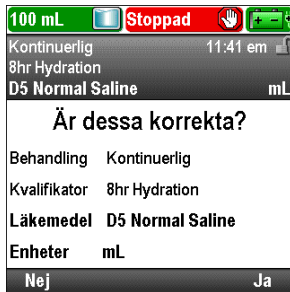 100 mL Stoppad
Kontinuerlig 11:41 em
8hr Hydration
D5 Normal Saline mL
Är dessa korrekta?
Behandling Kontinuerlig
Kvalifikator 8hr Hydration
Läkemedel D5 Normal Saline
Enheter mL
Nej Ja